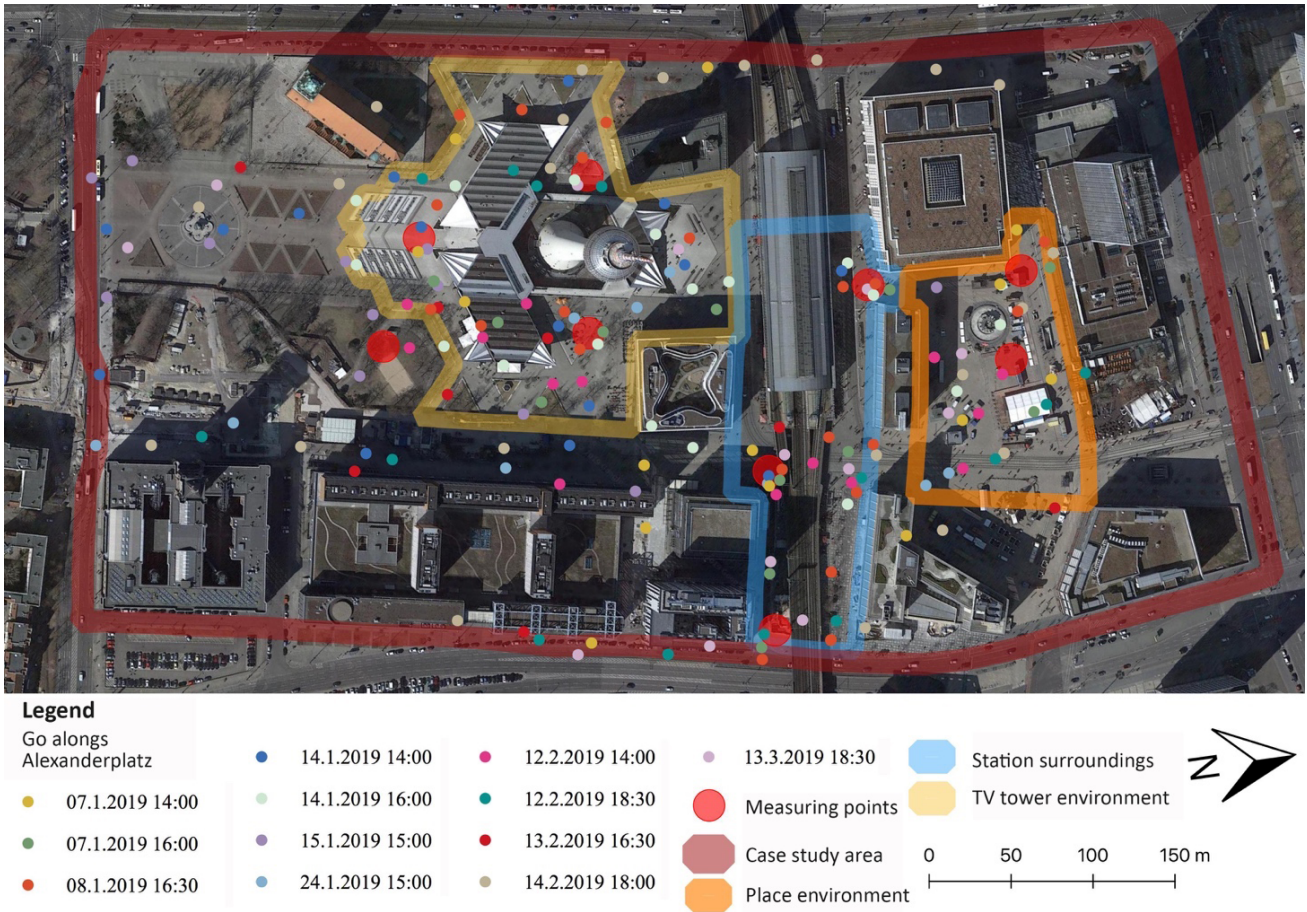 Legend
Go alongs
Alexanderplatz
07.1.2019 14:00
07.1.2019 16:00
08.1.2019 16:30
14.1.2019 14:00
14.1.2019 16:00
15.1.2019 15:00
24.1.2019 15:00
12.2.2019 14:00
12.2.2019 18:30
13.2.2019 16:30
14.2.2019 18:00
13.3.2019 18:30
Measuring points
Case study area
Place environment
Station surroundings
TV tower environment
N
0 50 100 150 m